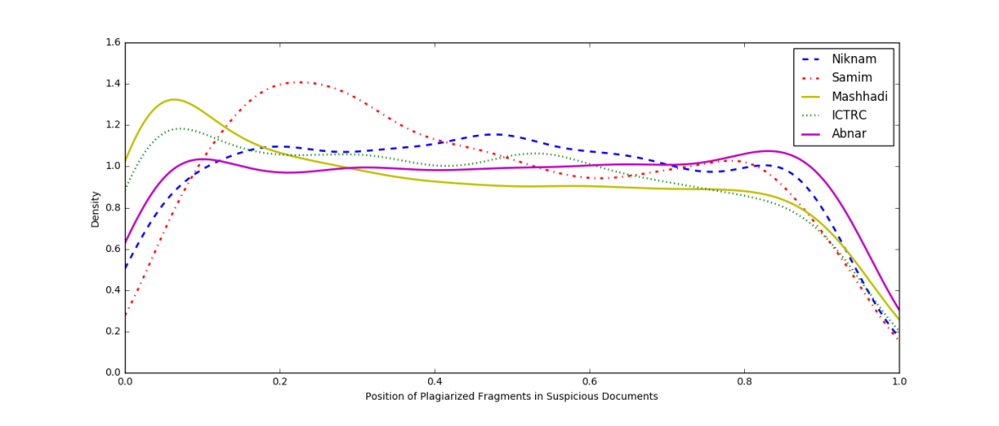 1.6
1.4
1.2
1.0
0.8
0.6
0.4
0.2
0.0
Density
0.0 0.2 0.4 0.6 0.8 1.0
Position of Plagiarized Fragments in Suspicious Documents
Niknam
Samim
Mashhadi
ICTRC
Abnar